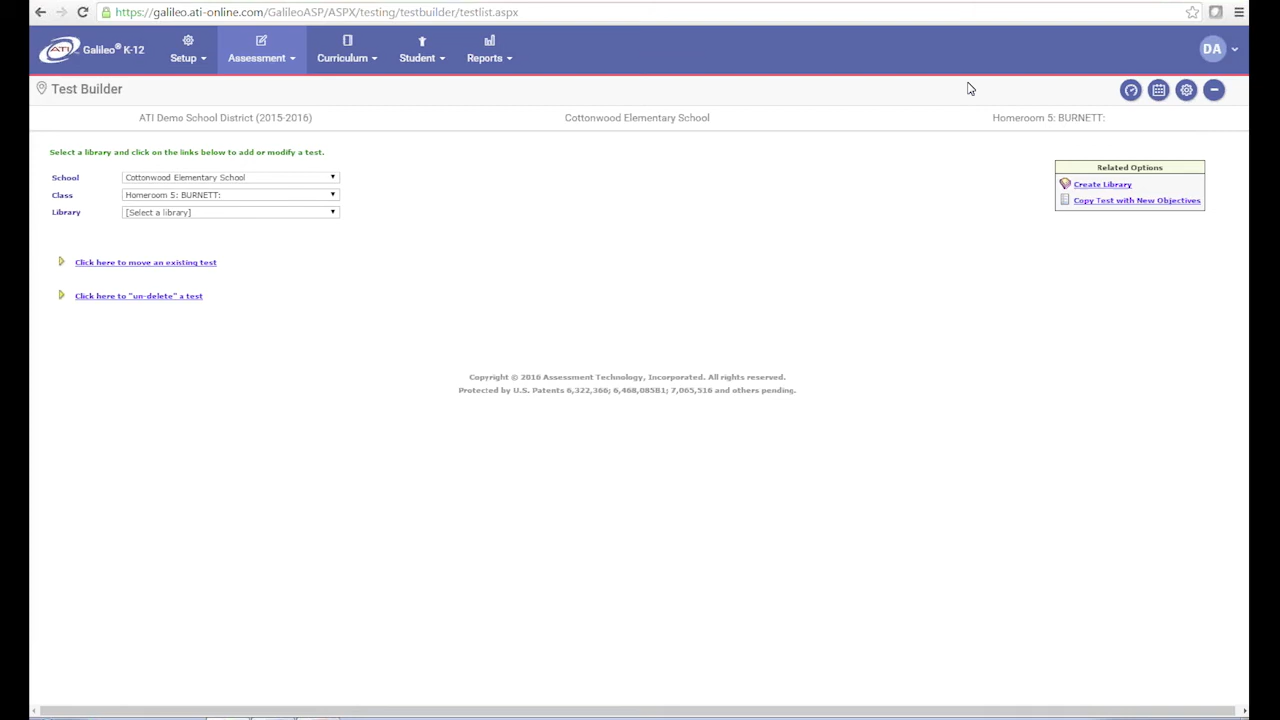 https://galileo.ati-online.com/GalileoASP/ASPX/testing/testbuilder/testlist.aspx
ATI Galileo® K-12 Setup Assessment Curriculum Student Reports DA
Test Builder
ATI Demo School District (2015-2016) Cottonwood Elementary School Homeroom 5: BURNETT:
Select a library and click on the links below to add or modify a test.
Related Options
School Cottonwood Elementary School
Create Library
Class Homeroom 5: BURNETT:
Copy Test with New Objectives
Library [Select a library]
Click here to move an existing test
Click here to "un-delete" a test
Copyright © 2016 Assessment Technology, Incorporated. All rights reserved.
Protected by U.S. Patents 6,322,366; 6,468,085B1; 7,065,516 and others pending.